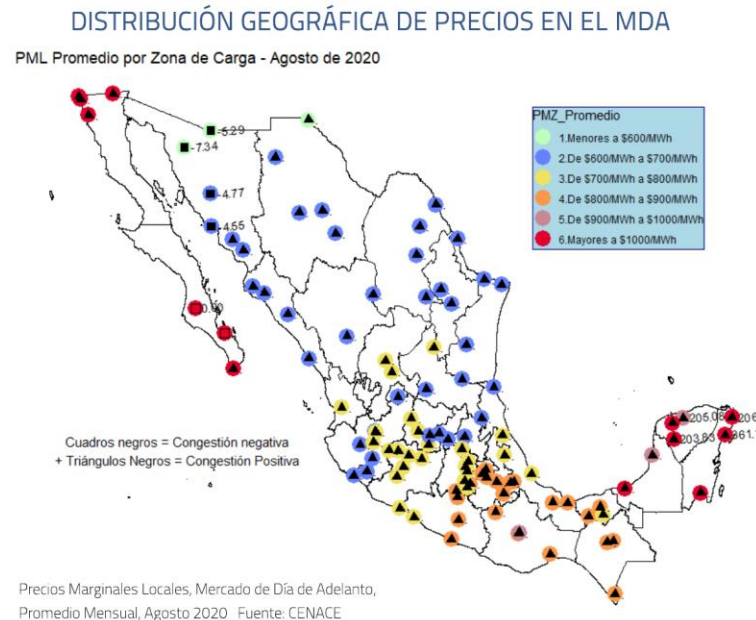 DISTRIBUCIÓN GEOGRÁFICA DE PRECIOS EN EL MDA
PML Promedio por Zona de Carga - Agosto de 2020
PMZ_Promedio
1.Menores a $600/MWh
2.De $600/MWh a $700/MWh
3.De $700/MWh a $800/MWh
4.De $800/MWh a $900/MWh
5.De $900/MWh a $1000/MWh
6.Mayores a $1000/MWh
-5.29
-7.34
-4.77
-4.55
0.00
205.08
206
203.83
361.
Cuadros negros = Congestión negativa
+ Triángulos Negros = Congestión Positiva
Precios Marginales Locales, Mercado de Día de Adelanto,
Promedio Mensual, Agosto 2020 Fuente: CENACE